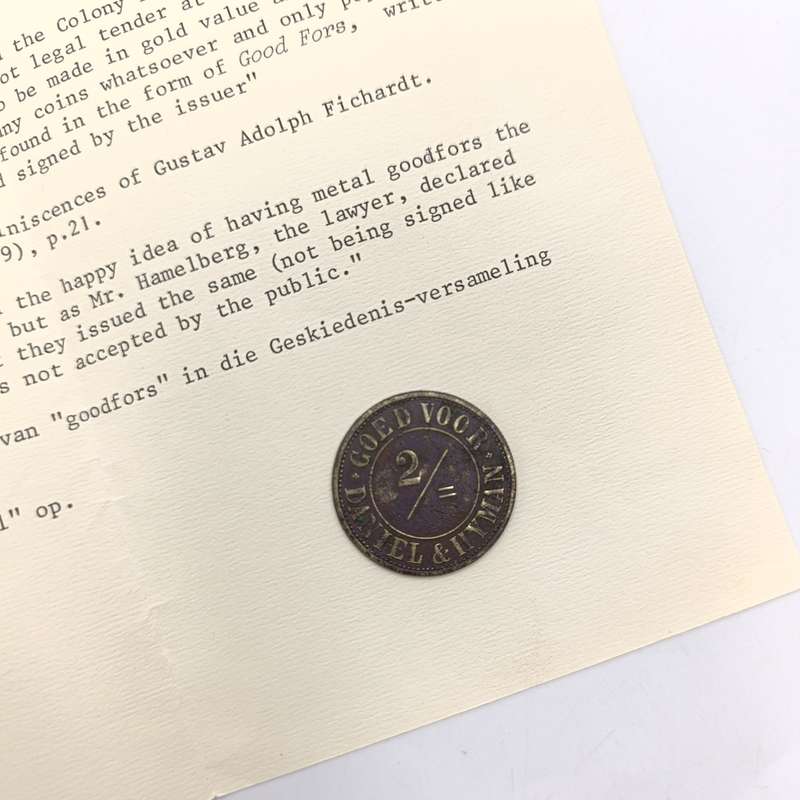 the Colony
not legal tender at
be made in gold value
any coins whatsoever and only
found in the form of Good Fors, writ
signed by the issuer"
iniscences of Gustav Adolph Fichardt.
9), p.21.
the happy idea of having metal goodfors the
but as Mr. Hamelberg, the lawyer, declared
they issued the same (not being signed like
s not accepted by the public."
van "goodfors" in die Geskiedenis-versameling
l" op.
GOED VOOR
2/=
DANIEL & HYMAN